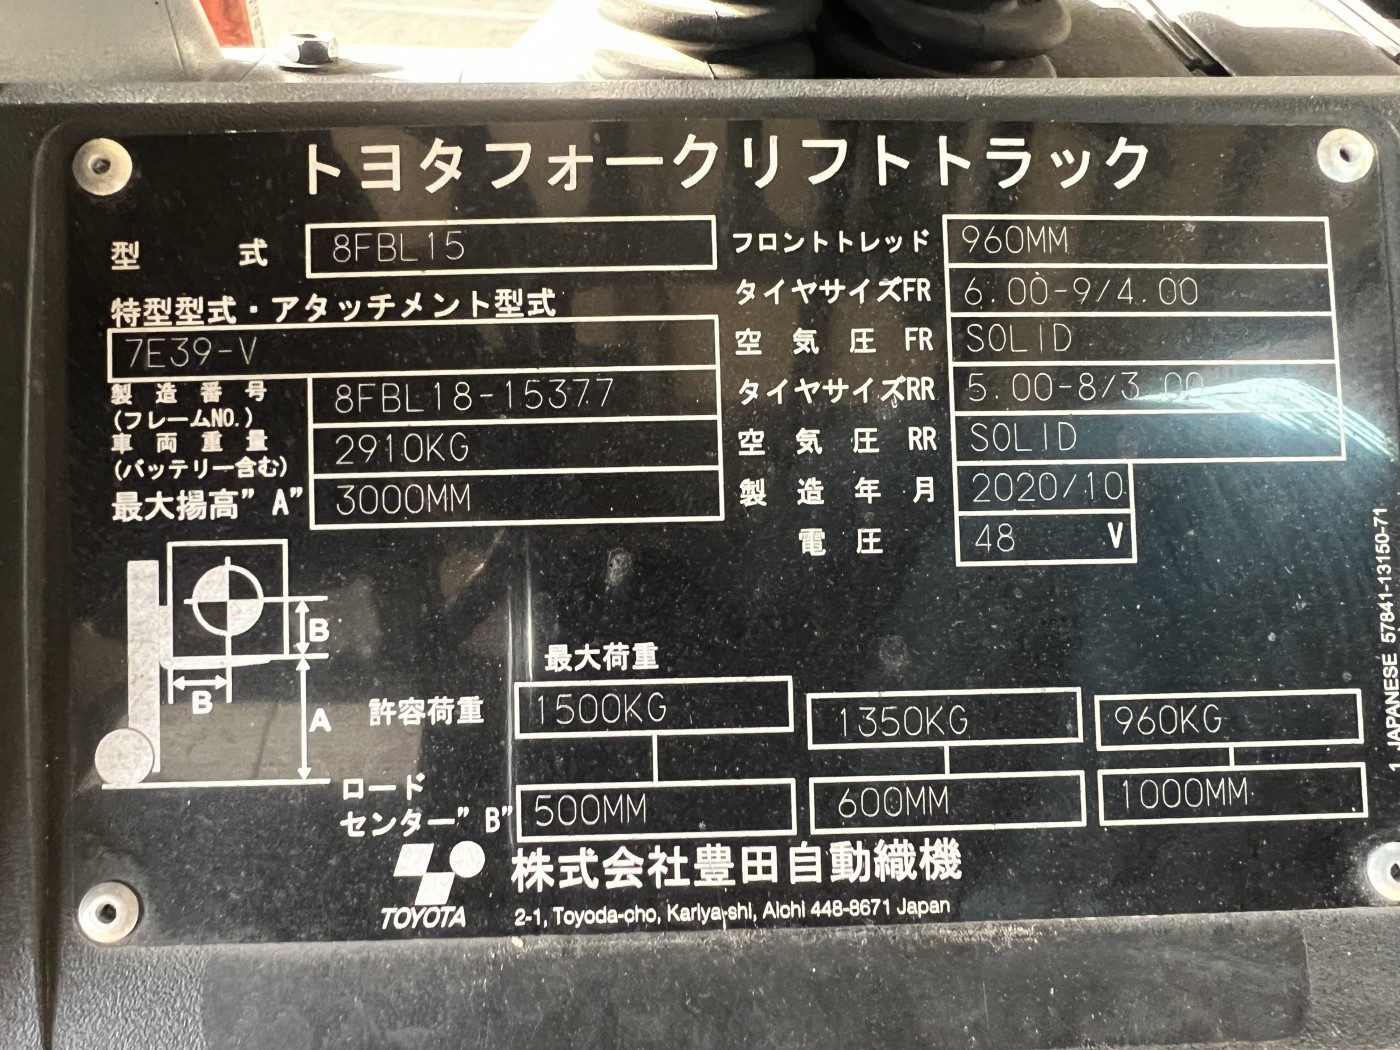 トヨタフォークリフトトラック
型 式 8FBL15
特型型式・アタッチメント型式
7E39-V
製造番号 8FBL18-15377
(フレームNO.)
車両重量 2910KG
(バッテリー含む)
最大揚高"A" 3000MM
フロントトレッド 960MM
タイヤサイズFR 6.00-9/4.00
空気圧 FR SOLID
タイヤサイズRR 5.00-8/3.00
空気圧 RR SOLID
製造年月 2020/10
電圧 48 V
B
B
A
最大荷重
許容荷重 1500KG 1350KG 960KG
ロード
センター"B" 500MM 600MM 1000MM
TOYOTA
株式会社豊田自動織機
2-1, Toyoda-cho, Kariya-shi, Aichi 448-8671 Japan
1 JAPANESE 57841-13150-71